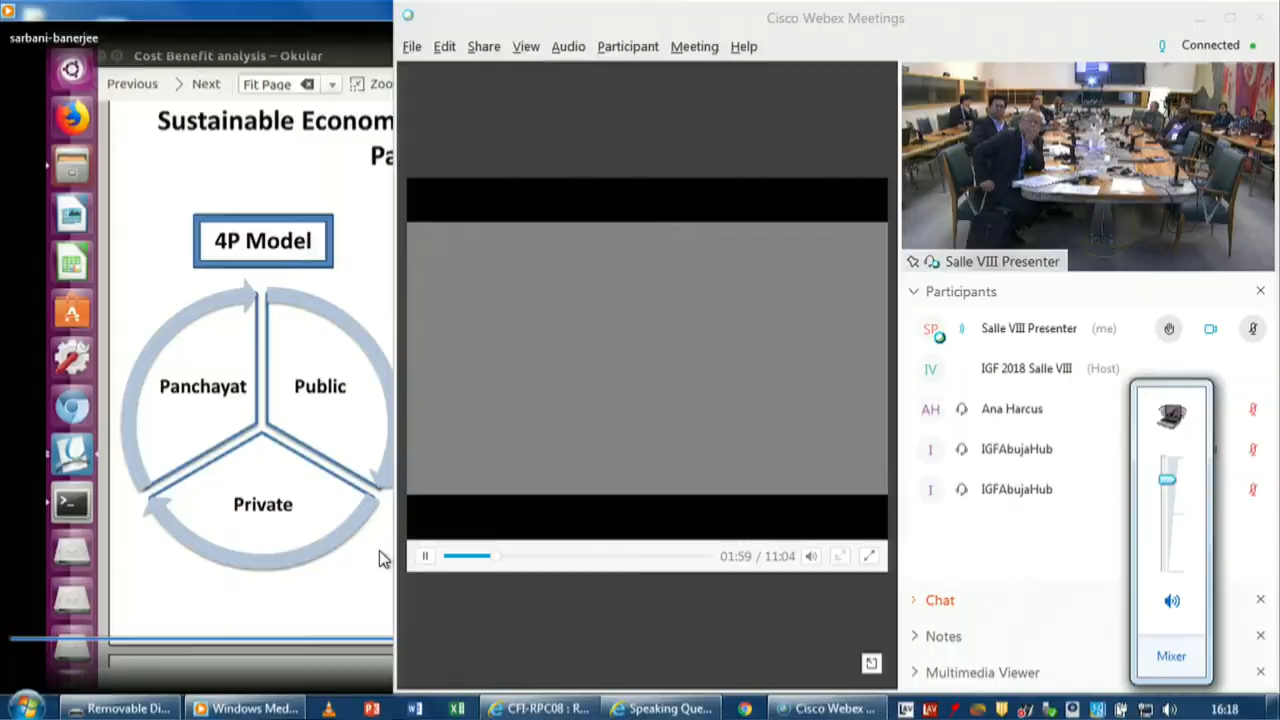 sarbani-banerjee
Cost Benefit analysis – Okular
Previous
Next
Fit Page
Zoo
Sustainable Econom
Pa
4P Model
Panchayat
Public
Private
Cisco Webex Meetings
File Edit Share View Audio Participant Meeting Help
Connected
01:59 / 11:04
Salle VIII Presenter
Participants
SP Salle VIII Presenter (me)
IV IGF 2018 Salle VIII (Host)
AH Ana Harcus
I IGFAbujaHub
I IGFAbujaHub
Chat
Notes
Multimedia Viewer
Mixer
Removable Di...
Windows Med...
CFI-RPC08 : R...
Speaking Que...
Cisco Webex ...
16:18